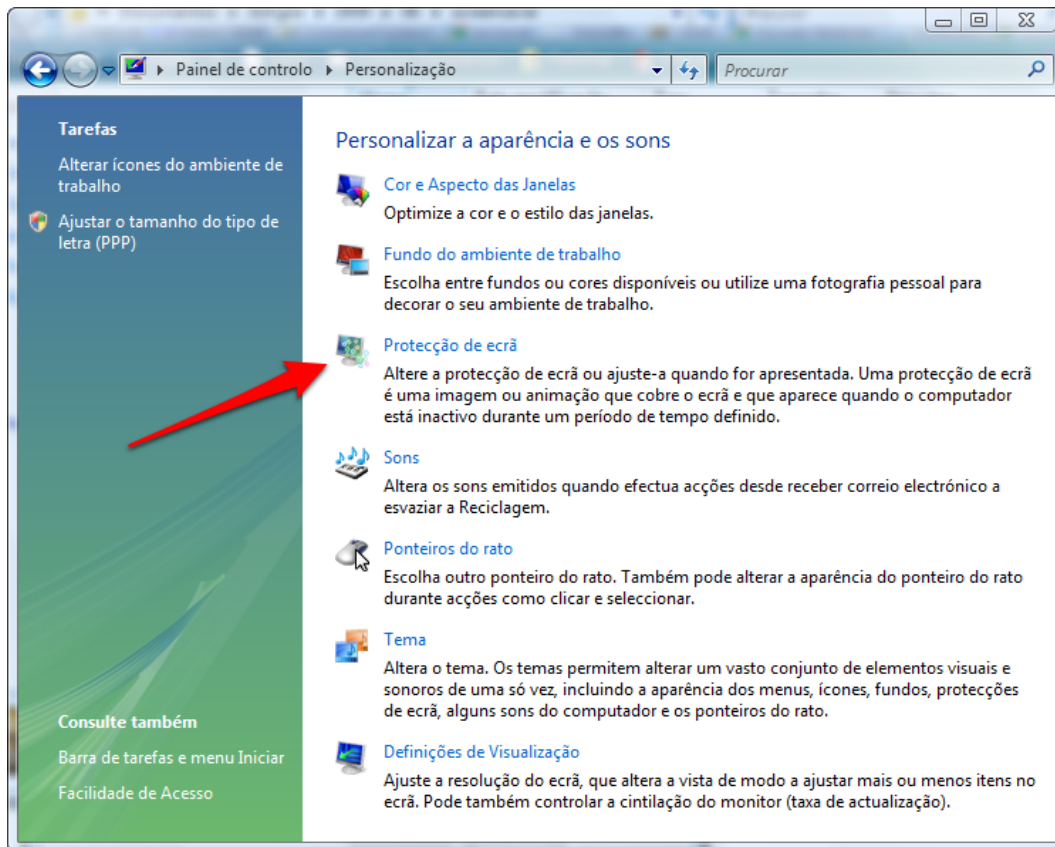 Painel de controlo
Personalização
Procurar
Tarefas
Alterar ícones do ambiente de
trabalho
Ajustar o tamanho do tipo de
letra (PPP)
Consulte também
Barra de tarefas e menu Iniciar
Facilidade de Acesso
Personalizar a aparência e os sons
Cor e Aspecto das Janelas
Optimize a cor e o estilo das janelas.
Fundo do ambiente de trabalho
Escolha entre fundos ou cores disponíveis ou utilize uma fotografia pessoal para
decorar o seu ambiente de trabalho.
Protecção de ecrã
Altere a protecção de ecrã ou ajuste-a quando for apresentada. Uma protecção de ecrã
é uma imagem ou animação que cobre o ecrã e que aparece quando o computador
está inactivo durante um período de tempo definido.
Sons
Altera os sons emitidos quando efectua acções desde receber correio electrónico a
esvaziar a Reciclagem.
Ponteiros do rato
Escolha outro ponteiro do rato. Também pode alterar a aparência do ponteiro do rato
durante acções como clicar e seleccionar.
Tema
Altera o tema. Os temas permitem alterar um vasto conjunto de elementos visuais e
sonoros de uma só vez, incluindo a aparência dos menus, ícones, fundos, protecções
de ecrã, alguns sons do computador e os ponteiros do rato.
Definições de Visualização
Ajuste a resolução do ecrã, que altera a vista de modo a ajustar mais ou menos itens no
ecrã. Pode também controlar a cintilação do monitor (taxa de actualização).